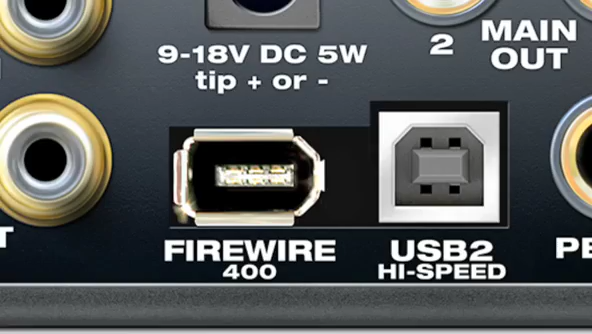 9-18V DC 5W
tip + or -
2
MAIN
OUT
FIREWIRE
400
USB2
HI-SPEED